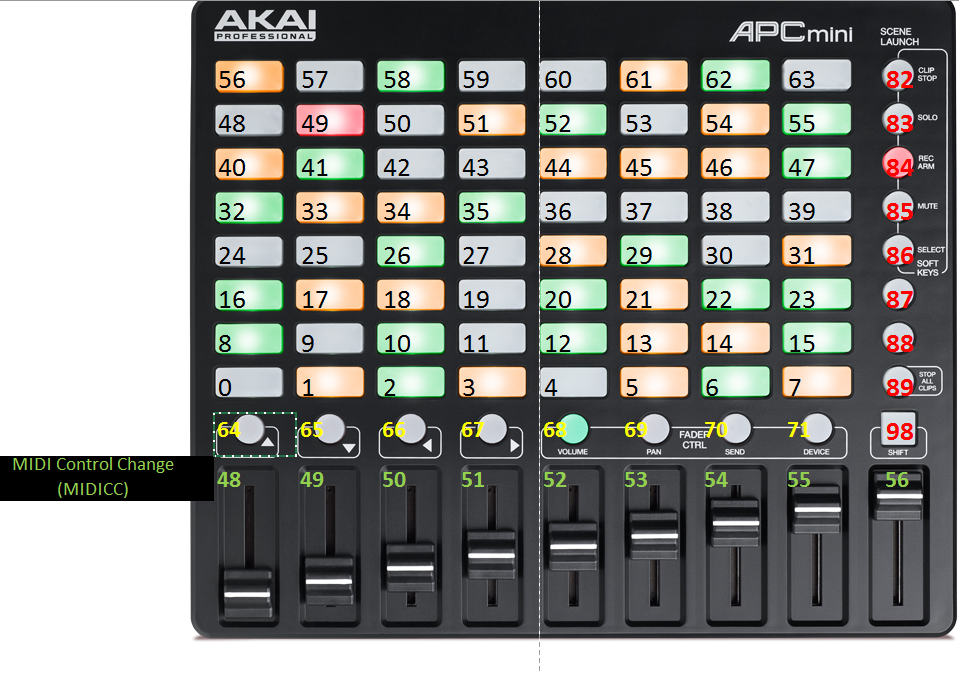 AKAI
PROFESSIONAL
APCmini
SCENE
LAUNCH
56 57 58 59 60 61 62 63 82 CLIP
STOP
48 49 50 51 52 53 54 55 83 SOLO
40 41 42 43 44 45 46 47 84 REC
ARM
32 33 34 35 36 37 38 39 85 MUTE
24 25 26 27 28 29 30 31 86 SELECT
SOFT
KEYS
16 17 18 19 20 21 22 23 87
8 9 10 11 12 13 14 15 88
0 1 2 3 4 5 6 7 89 STOP
ALL
CLIPS
64 65 66 67 68 69 70 71 98
FADER
CTRL
VOLUME PAN SEND DEVICE SHIFT
MIDI Control Change
(MIDICC)
48 49 50 51 52 53 54 55 56